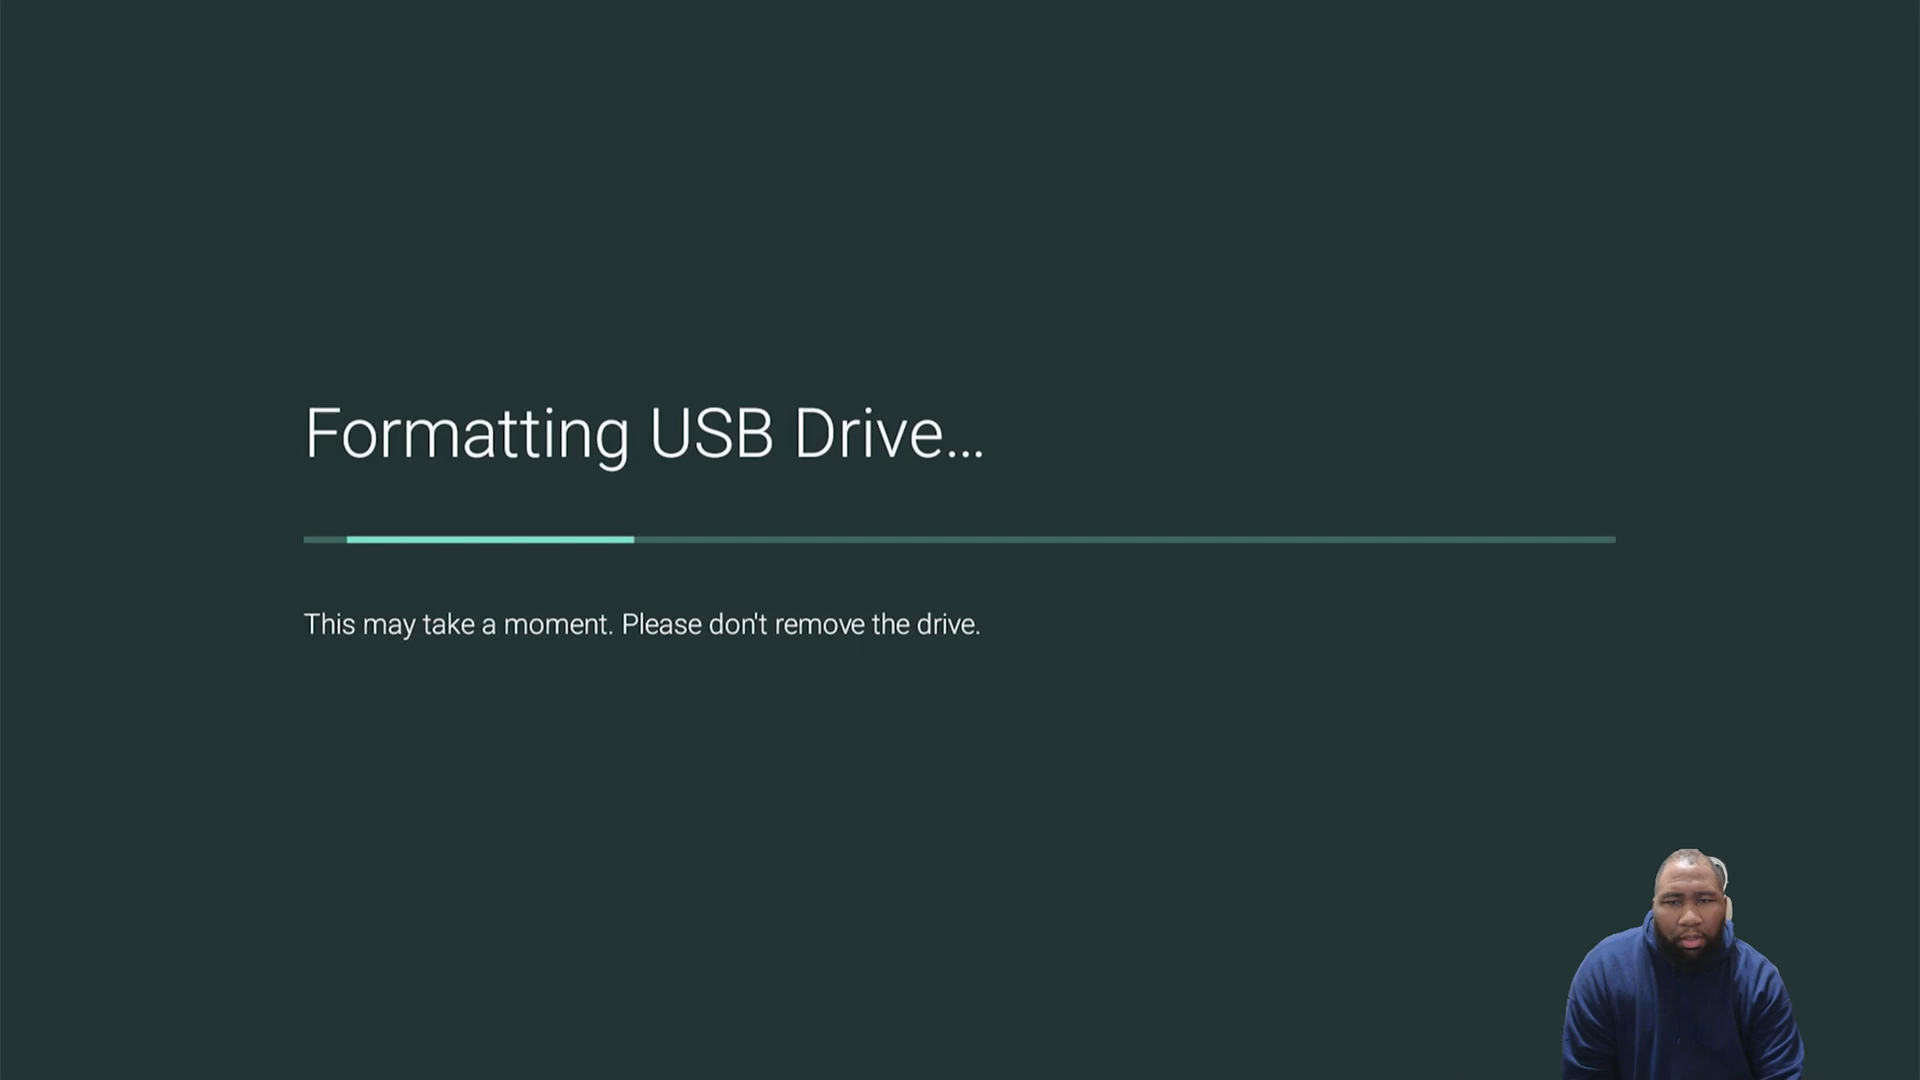 Formatting USB Drive...
This may take a moment. Please don't remove the drive.